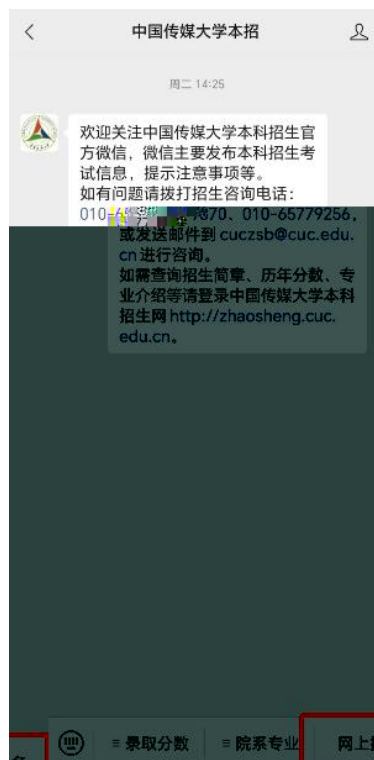 中国传媒大学本招
周二 14:25
欢迎关注中国传媒大学本科招生官
方微信，微信主要发布本科招生考
试信息，提示注意事项等。
如有问题请拨打招生咨询电话：
010- 370、010-65779256，
或发送邮件到 cuczsb@cuc.edu.
cn 进行咨询。
如需查询招生简章、历年分数、专
业介绍等请登录中国传媒大学本科
招生网 http://zhaosheng.cuc.
edu.cn。
录取分数
院系专业
网上